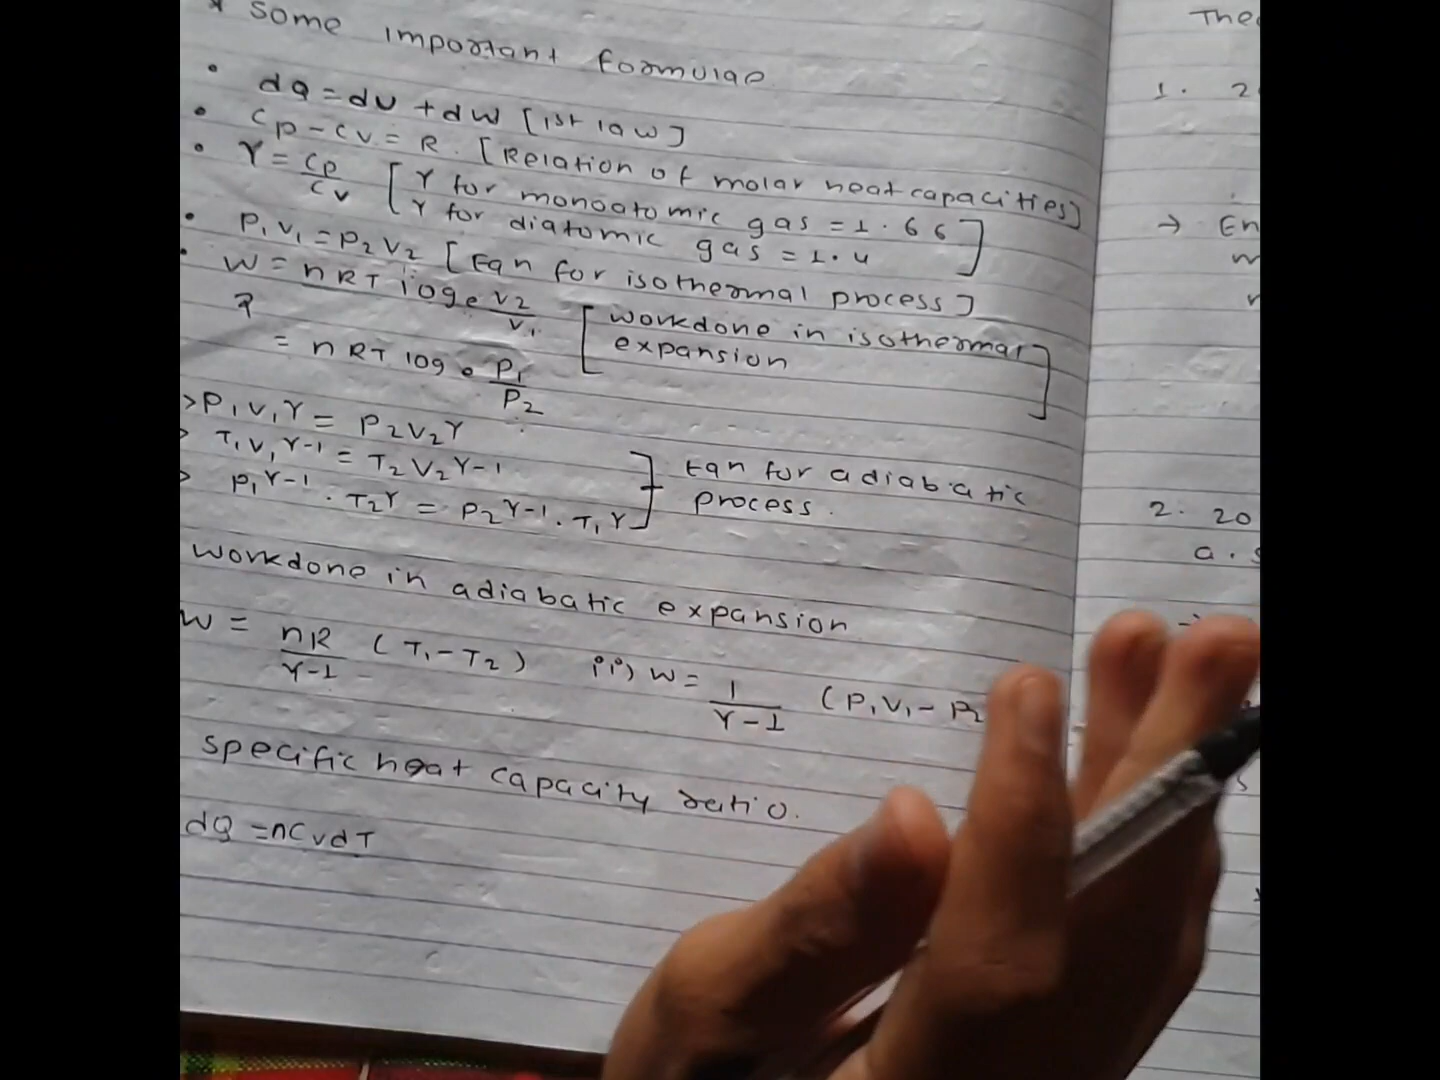 * Some important formulae
• dQ = dU + dW [1st law]
• Cp - Cv = R. [Relation of molar heat capacities]
• γ = Cp/Cv [γ for monoatomic gas = 1.66
γ for diatomic gas = 1.4]
• P₁V₁ = P₂V₂ [Eqn for isothermal process]
• W = nRT logₑ V₂/V₁ [workdone in isothermal expansion]
= nRT logₑ P₁/P₂
> P₁V₁γ = P₂V₂γ
> T₁V₁γ-1 = T₂V₂γ-1
> P₁γ-1 . T₂γ = P₂γ-1 . T₁γ] Eqn for adiabatic process.
workdone in adiabatic expansion
W = nR/γ-1 (T₁ - T₂) ii) W = 1/γ-1 (P₁V₁ - P₂
specific heat capacity ratio.
dQ = nCvdT
The
1. 2
→ En
2. 20
a. s